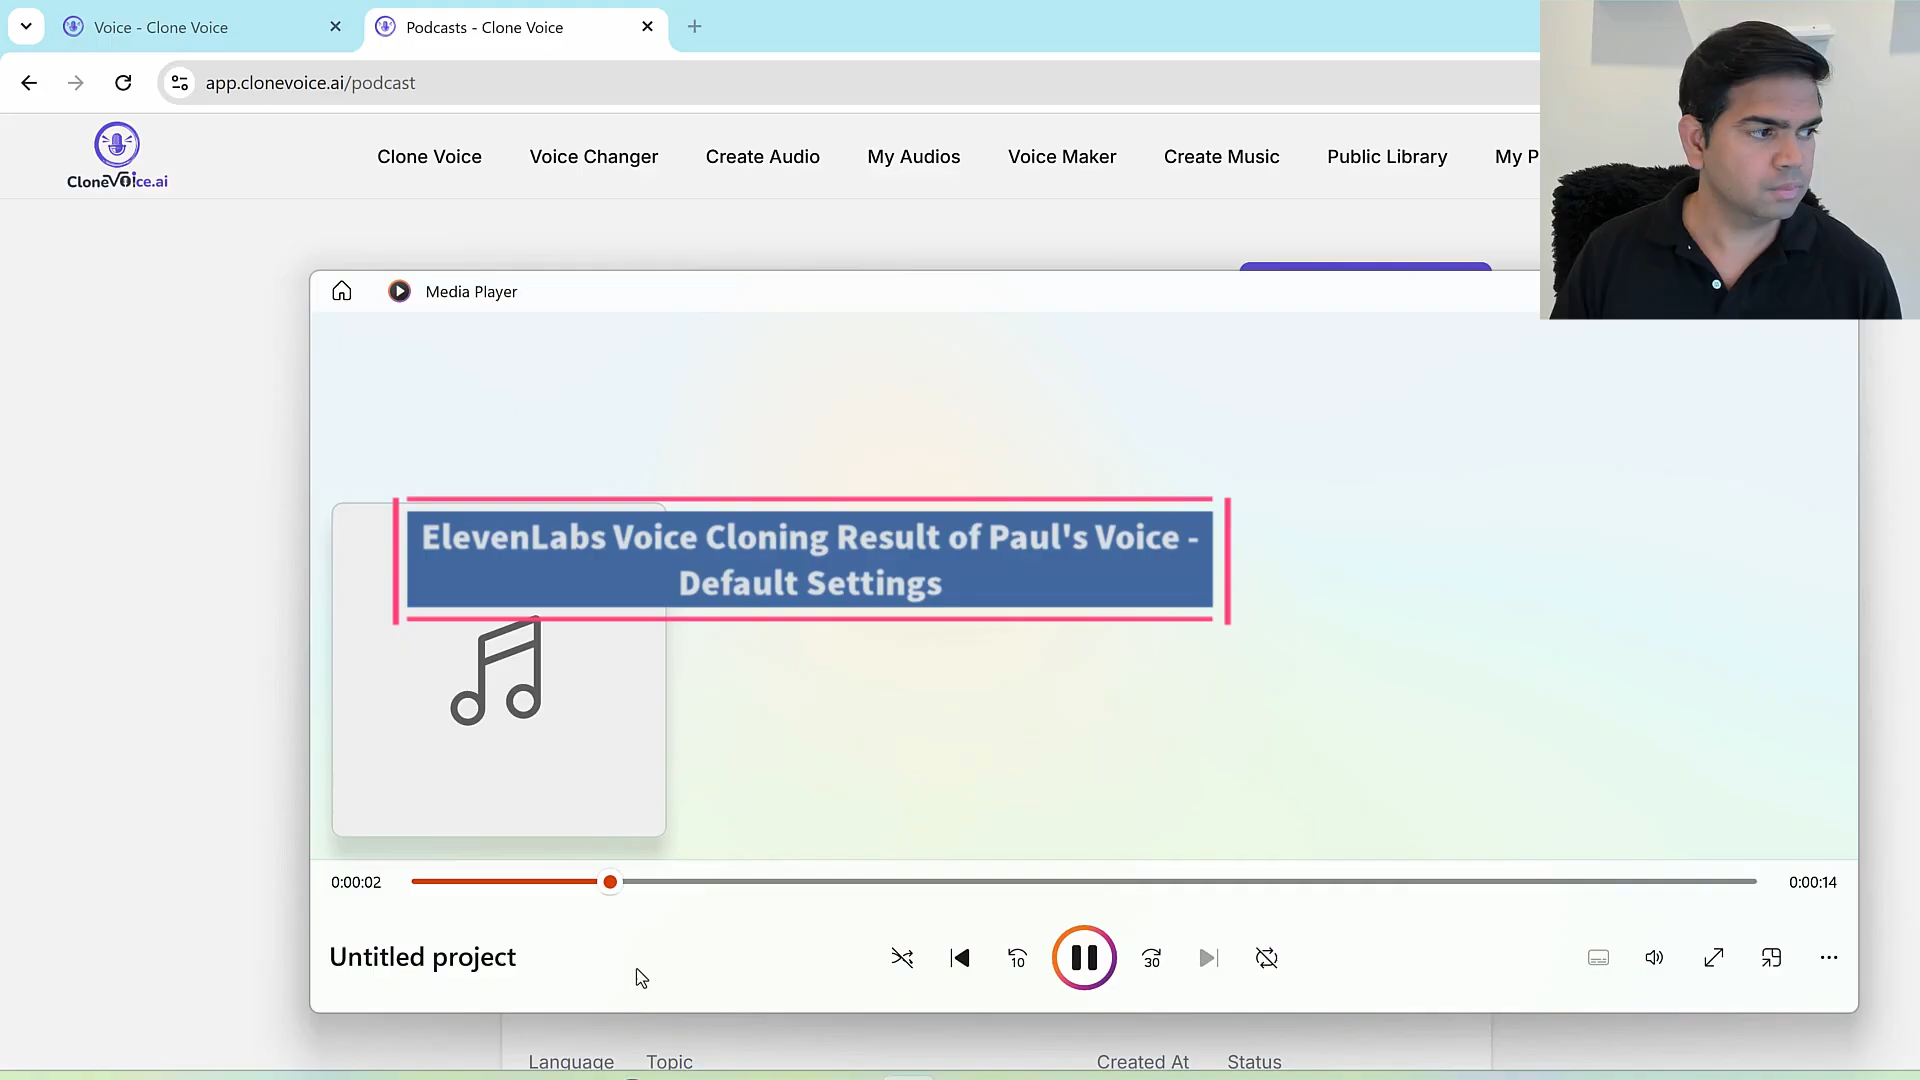 Voice - Clone Voice
Podcasts - Clone Voice
app.clonevoice.ai/podcast
CloneVoice.ai
Clone Voice
Voice Changer
Create Audio
My Audios
Voice Maker
Create Music
Public Library
My P
Media Player
ElevenLabs Voice Cloning Result of Paul's Voice -
Default Settings
0:00:02
0:00:14
Untitled project
10
30
Language
Topic
Created At
Status